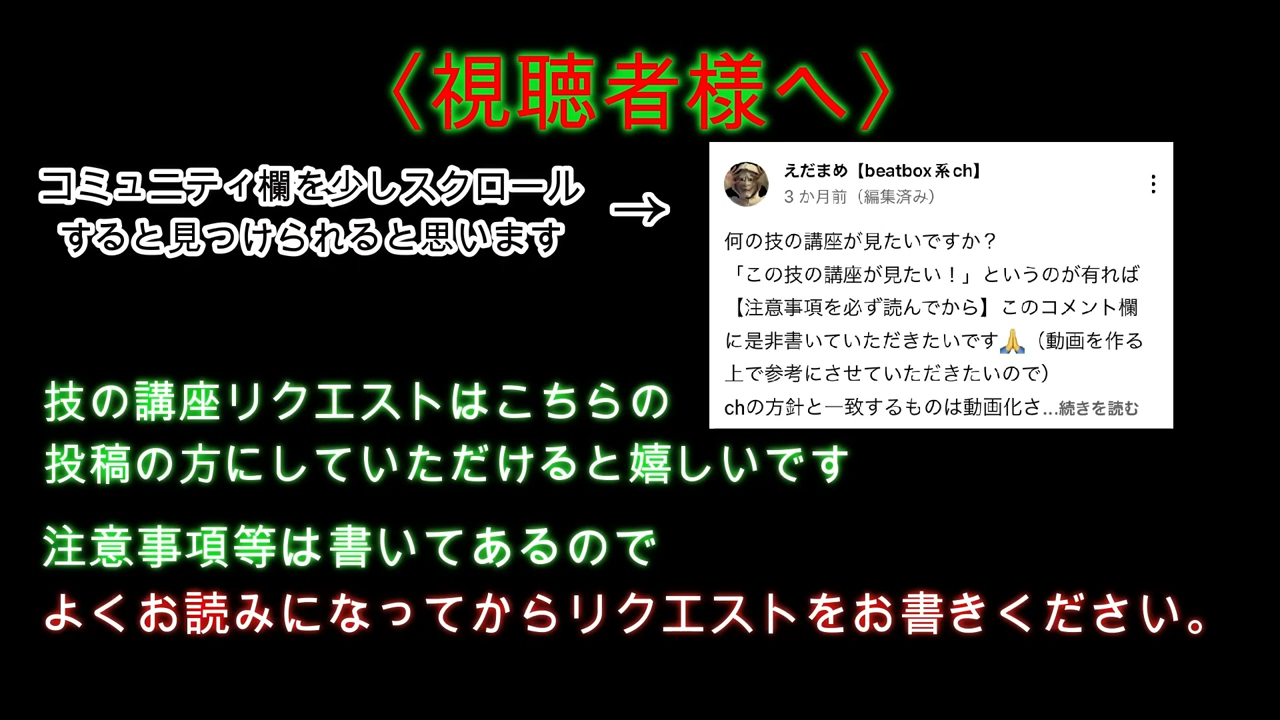 〈視聴者様へ〉
コミュニティ欄を少しスクロール
すると見つけられると思います
→
えだまめ【beatbox系ch】
3 か月前（編集済み）
何の技の講座が見たいですか？
「この技の講座が見たい！」というのが有れば
【注意事項を必ず読んでから】このコメント欄
に是非書いていただきたいです🙏（動画を作る
上で参考にさせていただきたいので）
chの方針と一致するものは動画化さ...続きを読む
技の講座リクエストはこちらの
投稿の方にしていただけると嬉しいです
注意事項等は書いてあるので
よくお読みになってからリクエストをお書きください。